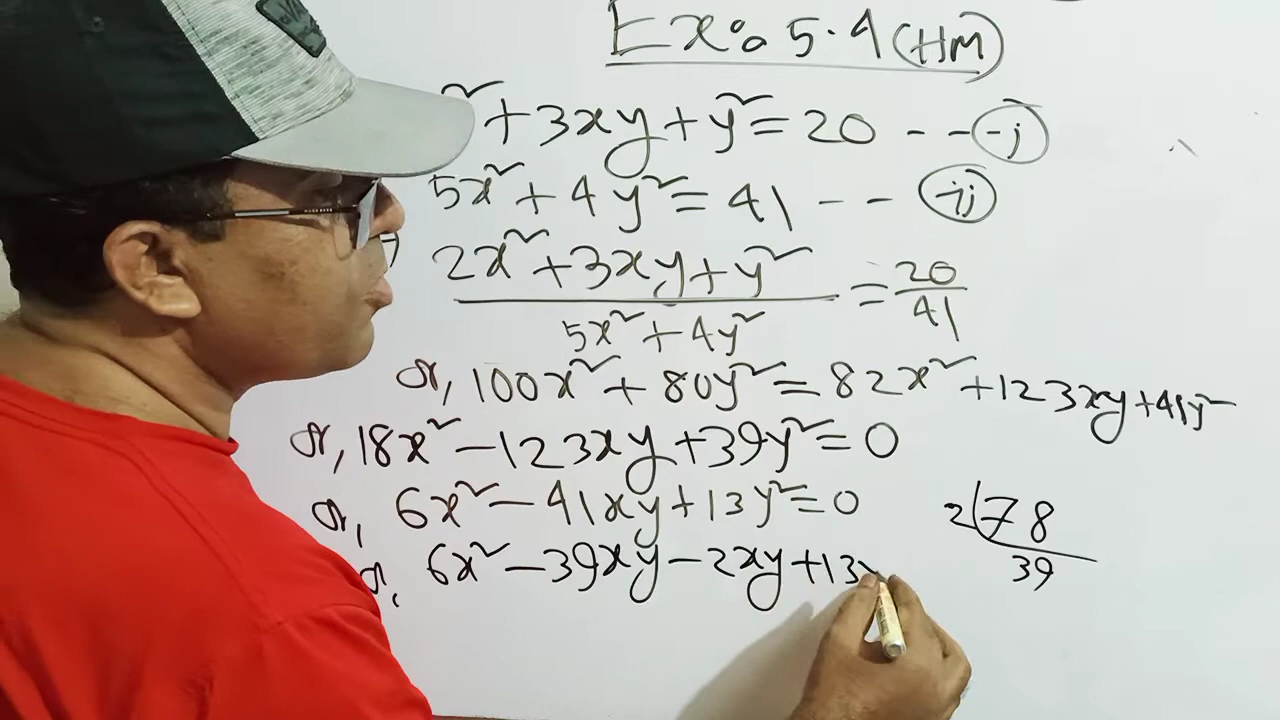 Ex: 5.4 (HM)
² + 3xy + y² = 20 - - - i
5x² + 4y² = 41 - - - ii
2x² + 3xy + y² / 5x² + 4y² = 20/41
or, 100x² + 80y² = 82x² + 123xy + 41y²
or, 18x² - 123xy + 39y² = 0
or, 6x² - 41xy + 13y² = 0
2 78
39
or, 6x² - 39xy - 2xy + 13